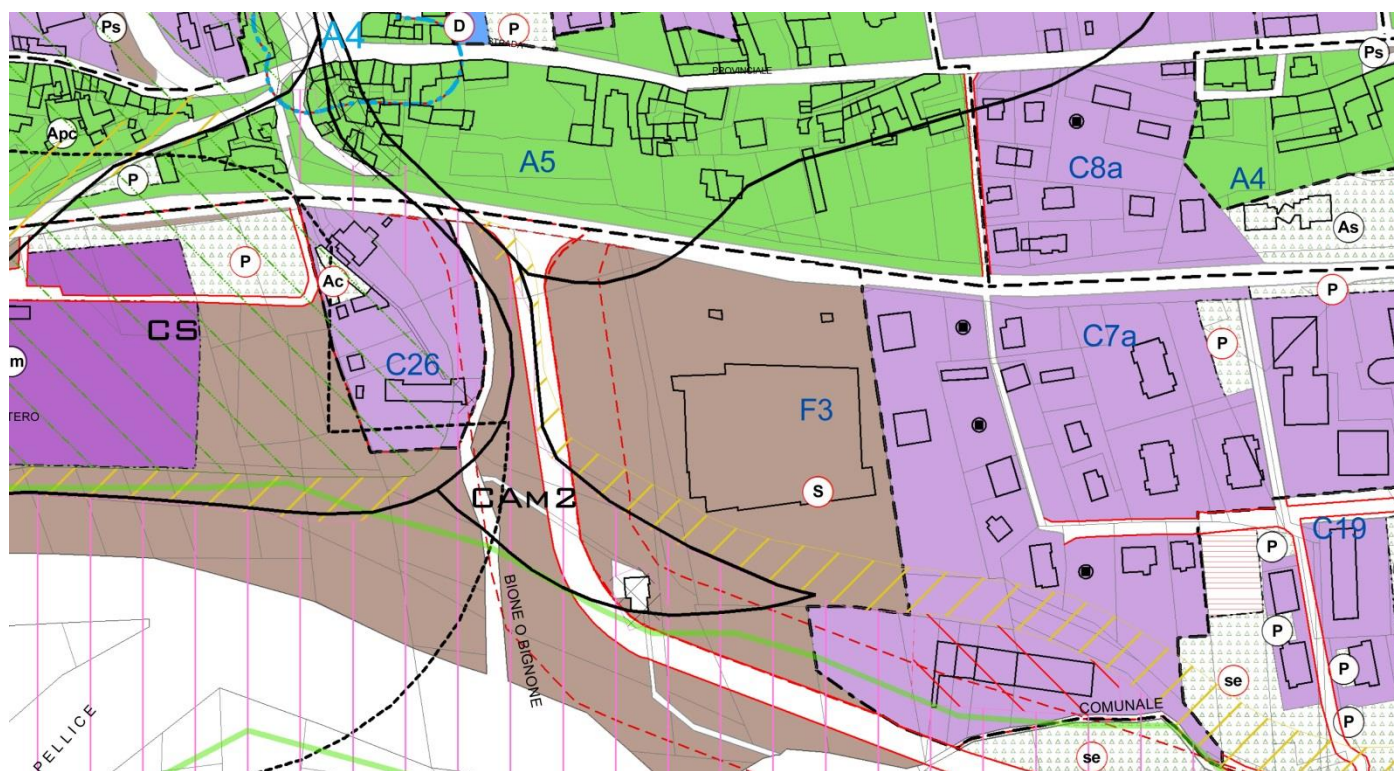 Ps
A4
D
P
STRADA
PROVINCIALE
Ps
Apc
P
A5
C8a
A4
As
P
Ac
P
CS
C26
C7a
P
m
TERO
F3
S
CAm2
C19
P
BIONE O BIGNONE
P
P
se
COMUNALE
P
PELLICE
se